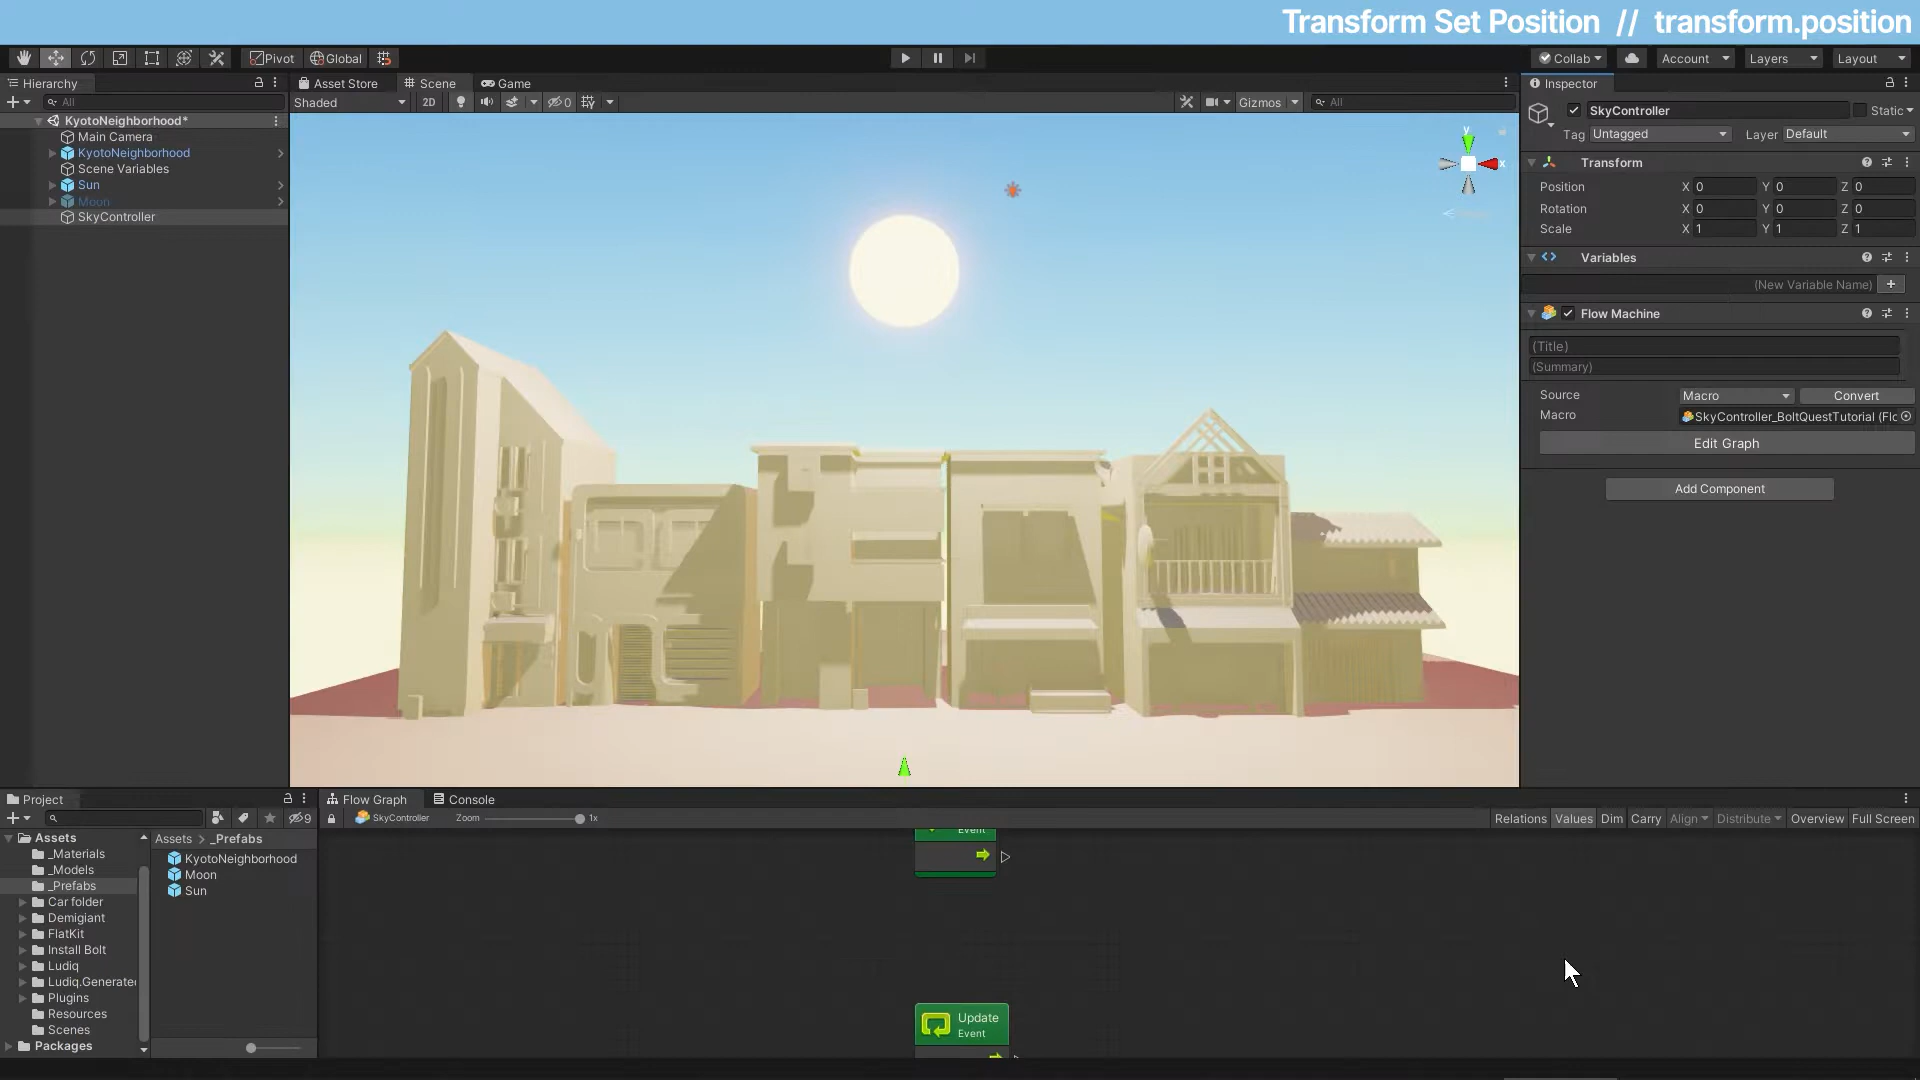 Transform Set Position // transform.position
Pivot Global
Collab Account Layers Layout
Hierarchy
All
KyotoNeighborhood*
Main Camera
KyotoNeighborhood
Scene Variables
Sun
Moon
SkyController
Asset Store Scene Game
Shaded 2D 0 Gizmos All
y
x
Inspector
SkyController Static
Tag Untagged Layer Default
Transform
Position X 0 Y 0 Z 0
Rotation X 0 Y 0 Z 0
Scale X 1 Y 1 Z 1
Variables
(New Variable Name)
Flow Machine
(Title)
(Summary)
Source Macro Convert
Macro SkyController_BoltQuestTutorial (Flo
Edit Graph
Add Component
Project
9
Assets
_Materials
_Models
_Prefabs
Car folder
Demigiant
FlatKit
Install Bolt
Ludiq
Ludiq.Generated
Plugins
Resources
Scenes
Packages
Assets > _Prefabs
KyotoNeighborhood
Moon
Sun
Flow Graph Console
SkyController Zoom 1x
Relations Values Dim Carry Align Distribute Overview Full Screen
Event
Update
Event